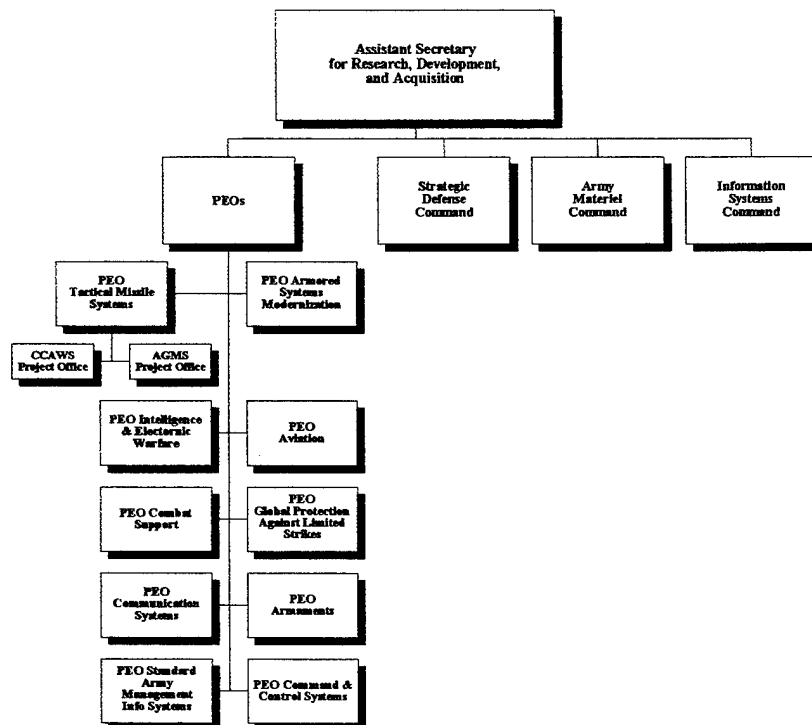 Assistant Secretary
for Research, Development,
and Acquisition
PEOs
Strategic
Defense
Command
Army
Materiel
Command
Information
Systems
Command
PEO
Tactical Missile
Systems
PEO Armored
Systems
Modernization
CCAWS
Project Office
AGMS
Project Office
PEO Intelligence
& Electornic
Warfare
PEO
Aviation
PEO Combat
Support
PEO
Global Protection
Against Limited
Strikes
PEO
Communication
Systems
PEO
Armaments
PEO Standard
Army
Management
Info Systems
PEO Command &
Control Systems